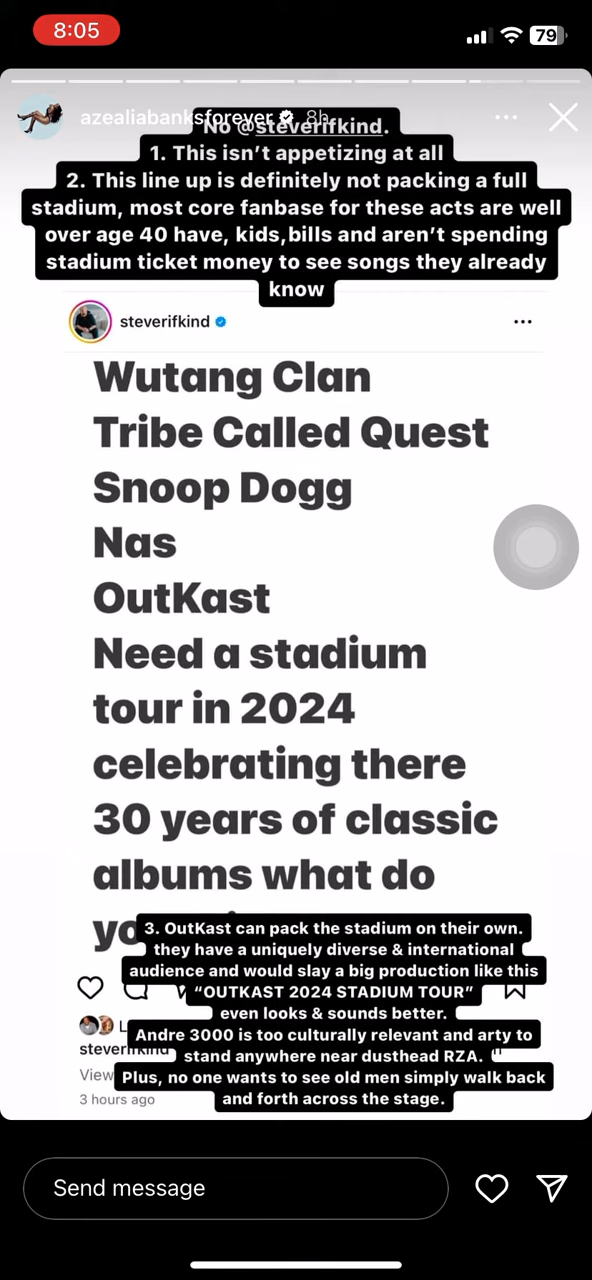 8:05
79
azealiabanksforever 8h
No @steverifkind.
1. This isn’t appetizing at all
2. This line up is definitely not packing a full
stadium, most core fanbase for these acts are well
over age 40 have, kids,bills and aren’t spending
stadium ticket money to see songs they already
know
steverifkind
Wutang Clan
Tribe Called Quest
Snoop Dogg
Nas
OutKast
Need a stadium
tour in 2024
celebrating there
30 years of classic
albums what do
3. OutKast can pack the stadium on their own.
they have a uniquely diverse & international
audience and would slay a big production like this
“OUTKAST 2024 STADIUM TOUR”
even looks & sounds better.
Andre 3000 is too culturally relevant and arty to
stand anywhere near dusthead RZA.
Plus, no one wants to see old men simply walk back
and forth across the stage.
steverifkind
View
3 hours ago
Send message